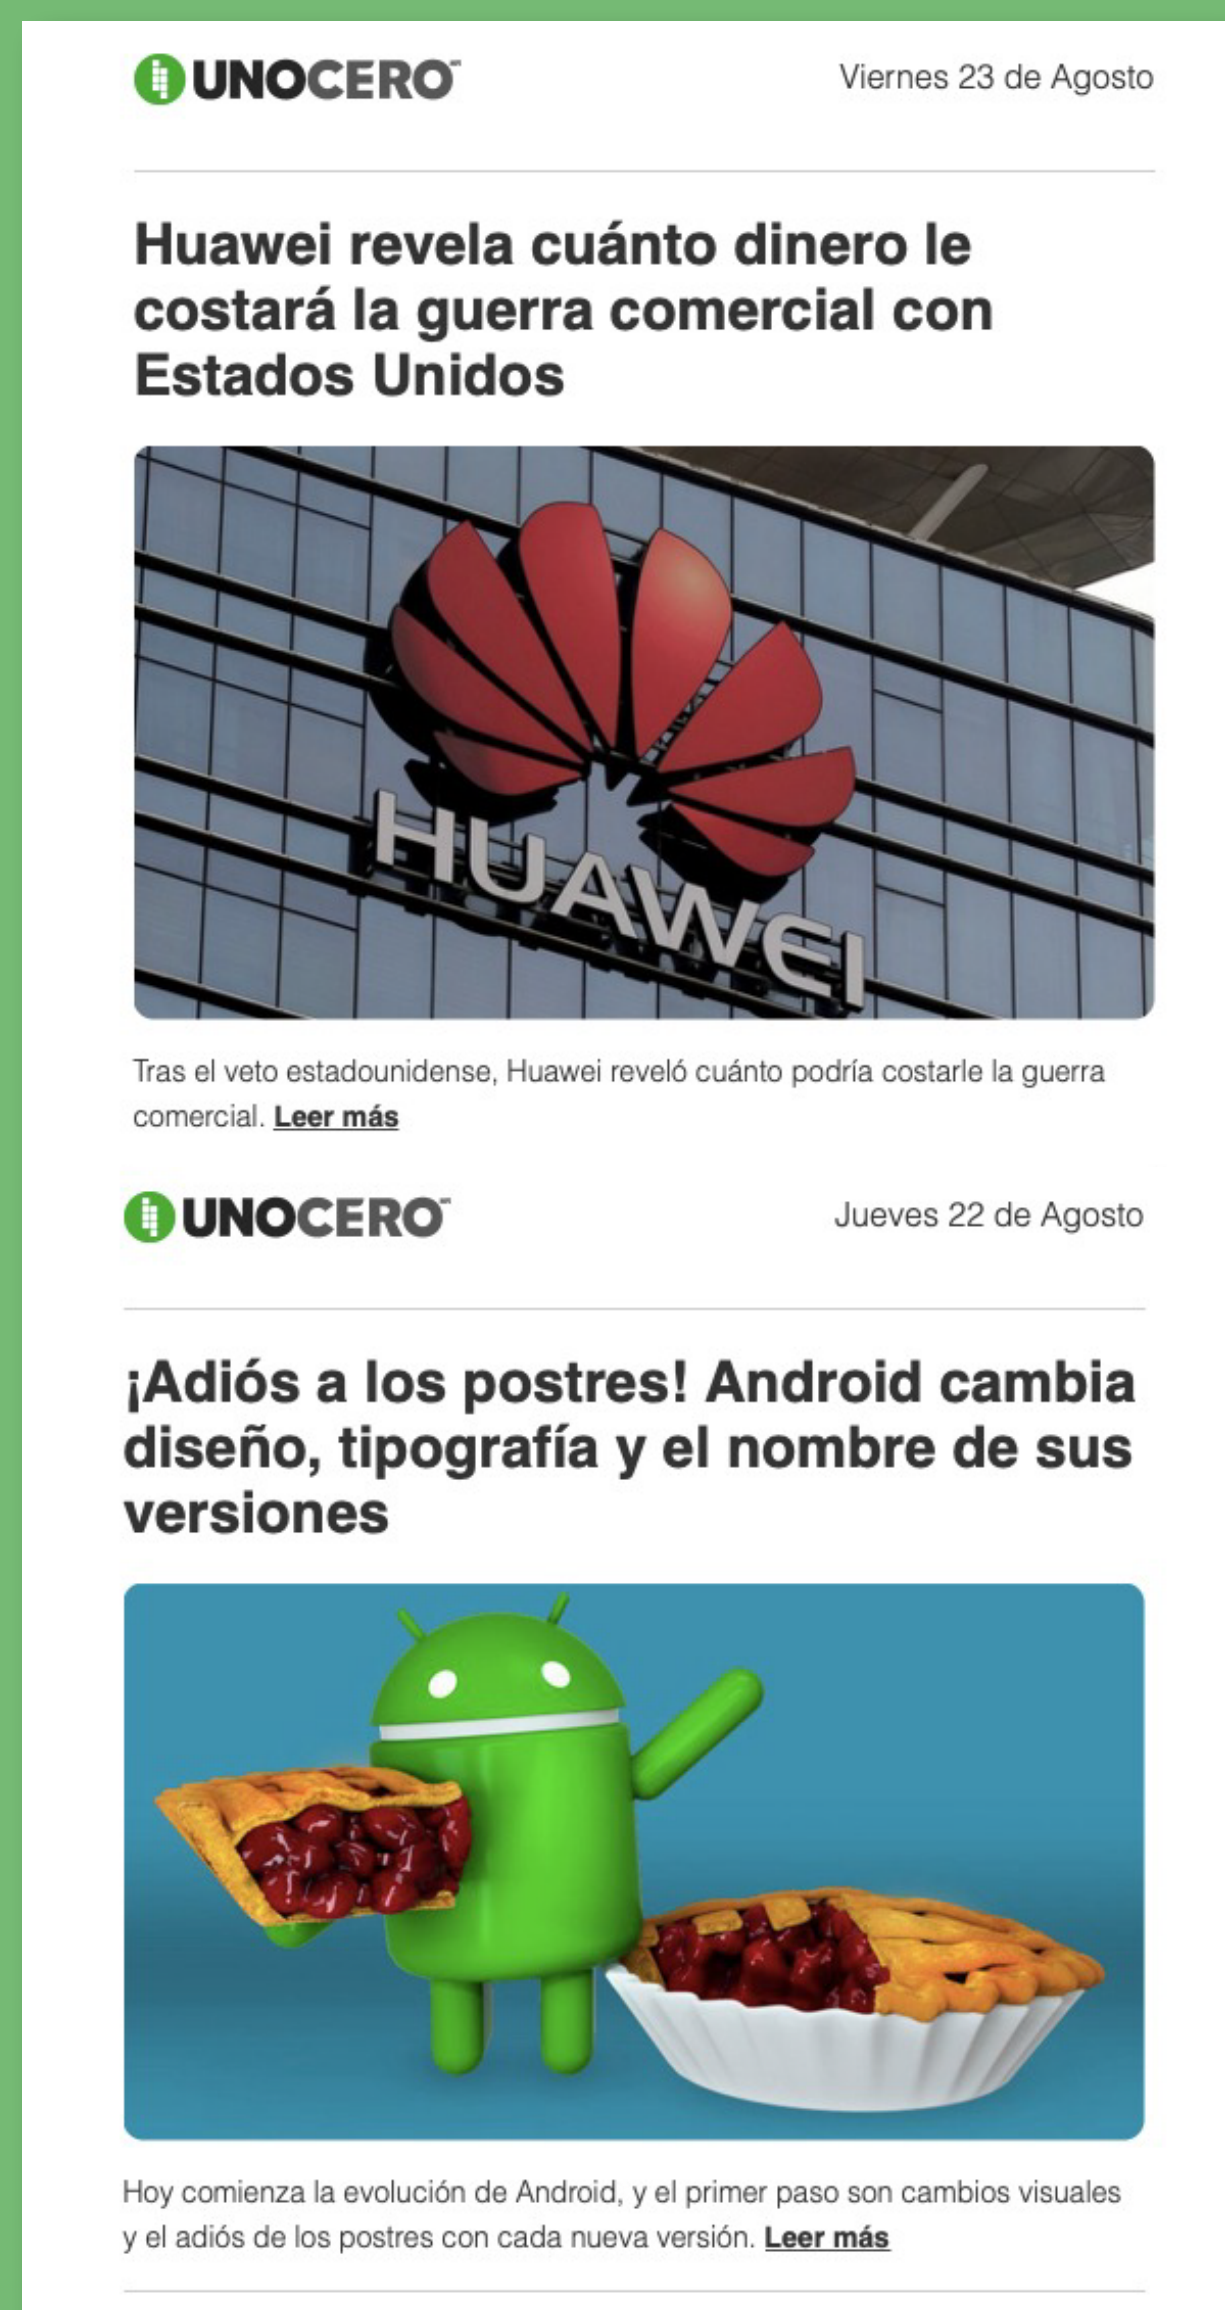 UNOCERO
Viernes 23 de Agosto
Huawei revela cuánto dinero le
costará la guerra comercial con
Estados Unidos
HUAWEI
Tras el veto estadounidense, Huawei reveló cuánto podría costarle la guerra
comercial. Leer más
UNOCERO
Jueves 22 de Agosto
¡Adiós a los postres! Android cambia
diseño, tipografía y el nombre de sus
versiones
Hoy comienza la evolución de Android, y el primer paso son cambios visuales
y el adiós de los postres con cada nueva versión. Leer más